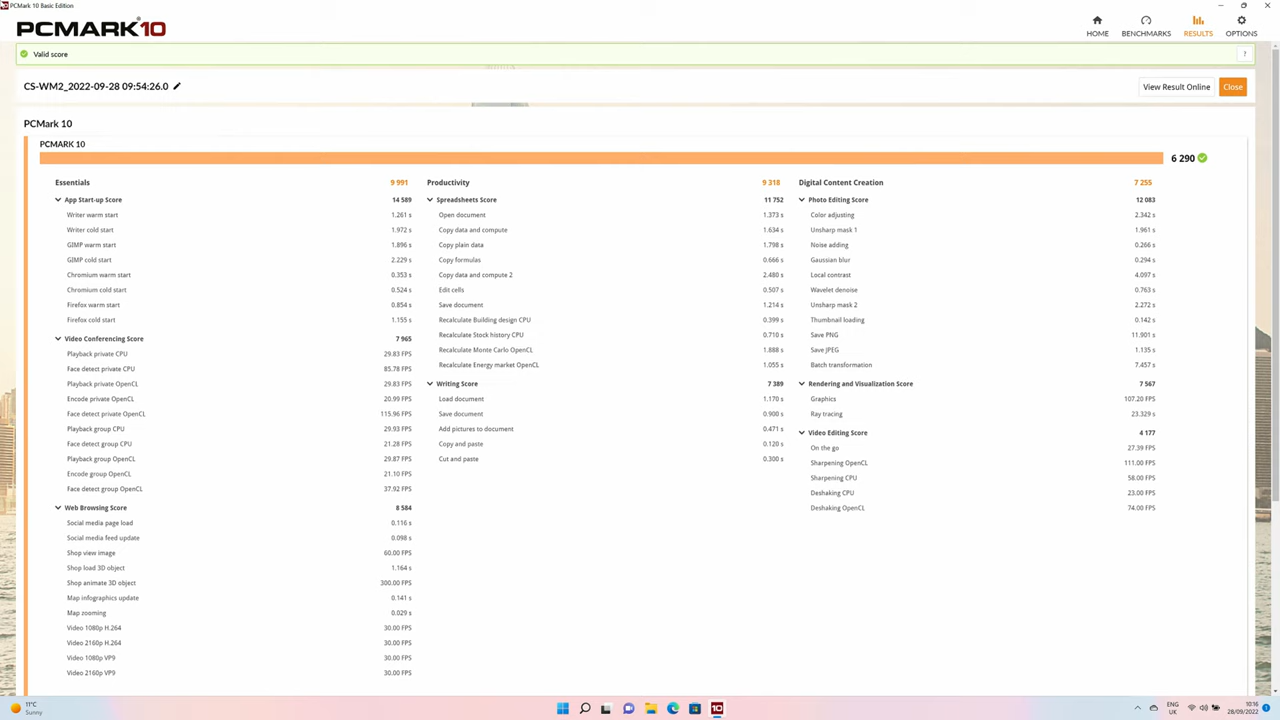 PCMark 10 Basic Edition
PCMARK 10
HOME BENCHMARKS RESULTS OPTIONS
Valid score ?
CS-WM2_2022-09-28 09:54:26.0
View Result Online Close
PCMark 10
PCMARK 10
6 290
Essentials 9 991
App Start-up Score 14 589
Writer warm start 1.261 s
Writer cold start 1.972 s
GIMP warm start 1.896 s
GIMP cold start 2.229 s
Chromium warm start 0.353 s
Chromium cold start 0.524 s
Firefox warm start 0.854 s
Firefox cold start 1.155 s
Video Conferencing Score 7 965
Playback private CPU 29.83 FPS
Face detect private CPU 85.78 FPS
Playback private OpenCL 29.83 FPS
Encode private OpenCL 20.99 FPS
Face detect private OpenCL 115.96 FPS
Playback group CPU 29.93 FPS
Face detect group CPU 21.28 FPS
Playback group OpenCL 29.87 FPS
Encode group OpenCL 21.10 FPS
Face detect group OpenCL 37.92 FPS
Web Browsing Score 8 584
Social media page load 0.116 s
Social media feed update 0.098 s
Shop view image 60.00 FPS
Shop load 3D object 1.164 s
Shop animate 3D object 300.00 FPS
Map infographics update 0.141 s
Map zooming 0.029 s
Video 1080p H.264 30.00 FPS
Video 2160p H.264 30.00 FPS
Video 1080p VP9 30.00 FPS
Video 2160p VP9 30.00 FPS
Productivity 9 318
Spreadsheets Score 11 752
Open document 1.373 s
Copy data and compute 1.634 s
Copy plain data 1.798 s
Copy formulas 0.666 s
Copy data and compute 2 2.480 s
Edit cells 0.507 s
Save document 1.214 s
Recalculate Building design CPU 0.399 s
Recalculate Stock history CPU 0.710 s
Recalculate Monte Carlo OpenCL 1.888 s
Recalculate Energy market OpenCL 1.055 s
Writing Score 7 389
Load document 1.170 s
Save document 0.900 s
Add pictures to document 0.471 s
Copy and paste 0.120 s
Cut and paste 0.300 s
Digital Content Creation 7 255
Photo Editing Score 12 083
Color adjusting 2.342 s
Unsharp mask 1 1.961 s
Noise adding 0.266 s
Gaussian blur 0.294 s
Local contrast 4.097 s
Wavelet denoise 0.763 s
Unsharp mask 2 2.272 s
Thumbnail loading 0.142 s
Save PNG 11.901 s
Save JPEG 1.135 s
Batch transformation 7.457 s
Rendering and Visualization Score 7 567
Graphics 107.20 FPS
Ray tracing 23.329 s
Video Editing Score 4 177
On the go 27.39 FPS
Sharpening OpenCL 111.00 FPS
Sharpening CPU 58.00 FPS
Deshaking CPU 23.00 FPS
Deshaking OpenCL 74.00 FPS
11°C
Sunny
10
ENG
UK
10:16
28/09/2022
1